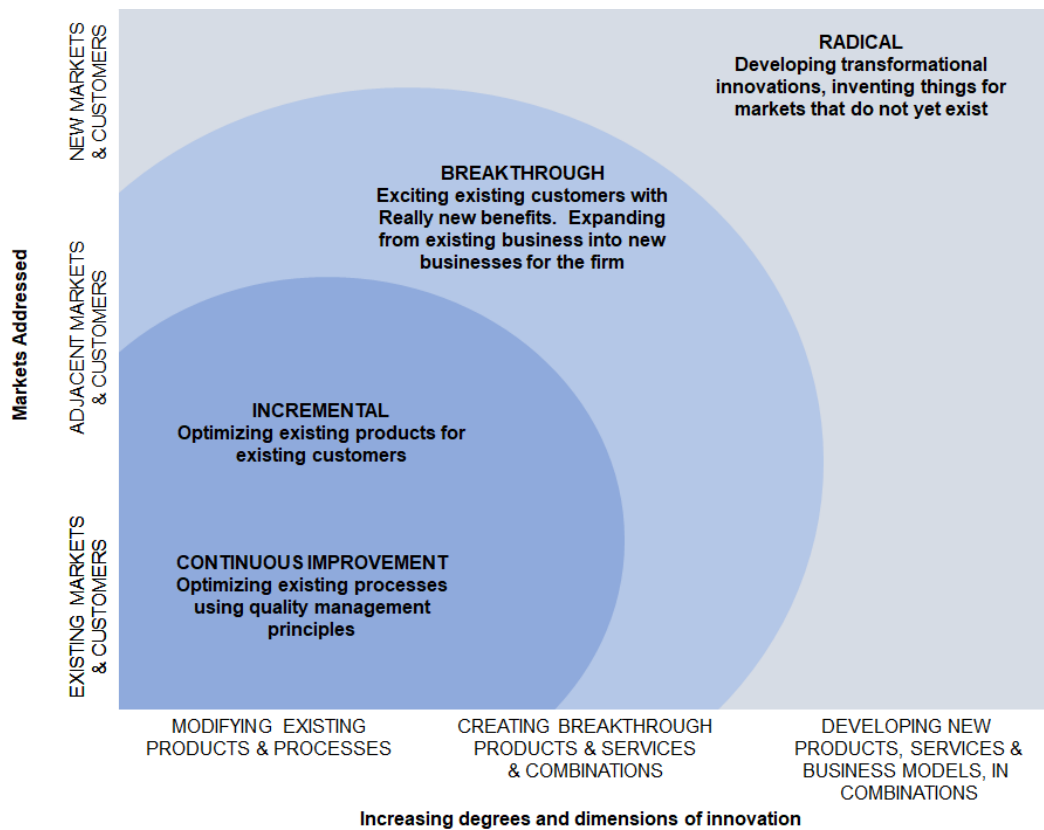 NEW MARKETS
& CUSTOMERS
RADICAL
Developing transformational
innovations, inventing things for
markets that do not yet exist
BREAKTHROUGH
Exciting existing customers with
Really new benefits.  Expanding
from existing business into new
businesses for the firm
Markets Addressed
ADJACENT MARKETS
& CUSTOMERS
INCREMENTAL
Optimizing existing products for
existing customers
EXISTING MARKETS
& CUSTOMERS
CONTINUOUS IMPROVEMENT
Optimizing existing processes
using quality management
principles
MODIFYING EXISTING
PRODUCTS & PROCESSES
CREATING BREAKTHROUGH
PRODUCTS & SERVICES
& COMBINATIONS
DEVELOPING NEW
PRODUCTS, SERVICES &
BUSINESS MODELS, IN
COMBINATIONS
Increasing degrees and dimensions of innovation